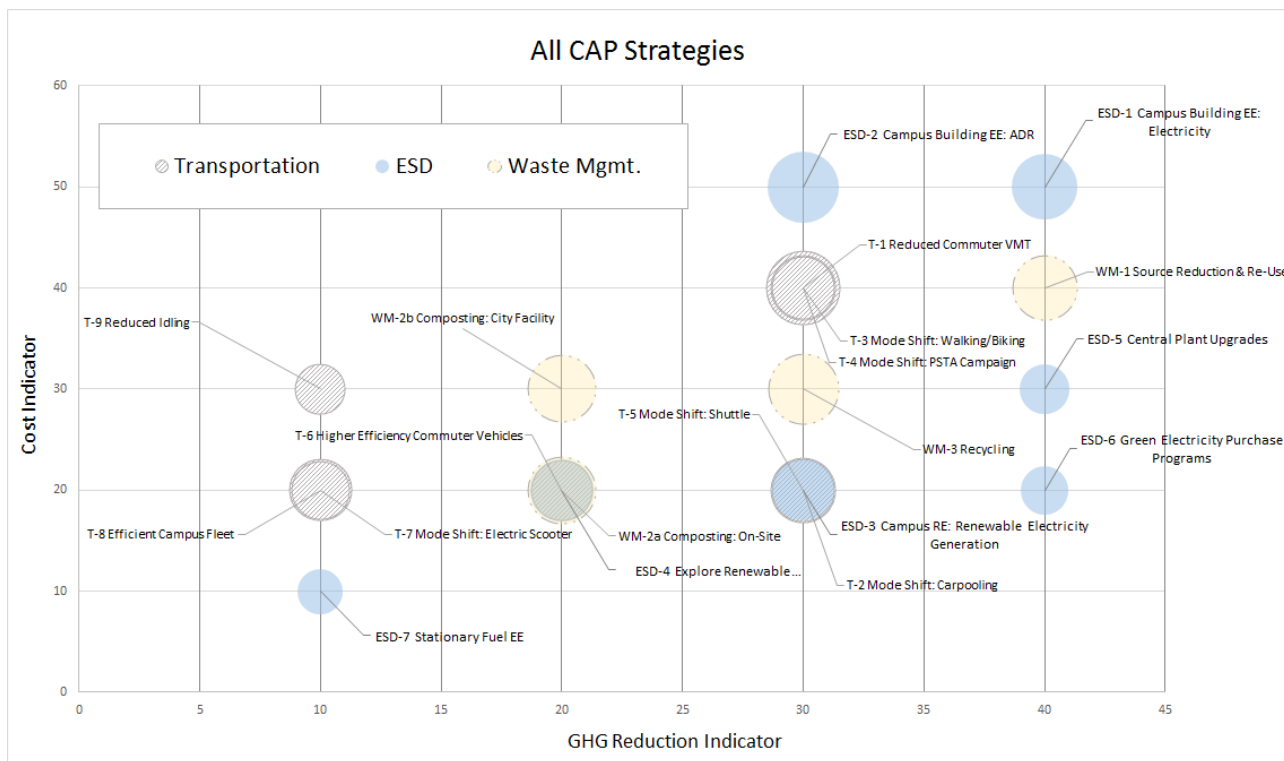 All CAP Strategies
60
50
40
30
20
10
0
Cost Indicator
Transportation
ESD
Waste Mgmt.
ESD-2 Campus Building EE: ADR
ESD-1 Campus Building EE:
Electricity
T-1 Reduced Commuter VMT
WM-1 Source Reduction & Re-Use
T-9 Reduced Idling
WM-2b Composting: City Facility
T-3 Mode Shift: Walking/Biking
T-4 Mode Shift: PSTA Campaign
ESD-5 Central Plant Upgrades
T-5 Mode Shift: Shuttle
T-6 Higher Efficiency Commuter Vehicles
WM-3 Recycling
ESD-6 Green Electricity Purchase
Programs
T-8 Efficient Campus Fleet
T-7 Mode Shift: Electric Scooter
WM-2a Composting: On-Site
ESD-3 Campus RE: Renewable Electricity
Generation
ESD-4 Explore Renewable ...
T-2 Mode Shift: Carpooling
ESD-7 Stationary Fuel EE
0
5
10
15
20
25
30
35
40
45
GHG Reduction Indicator